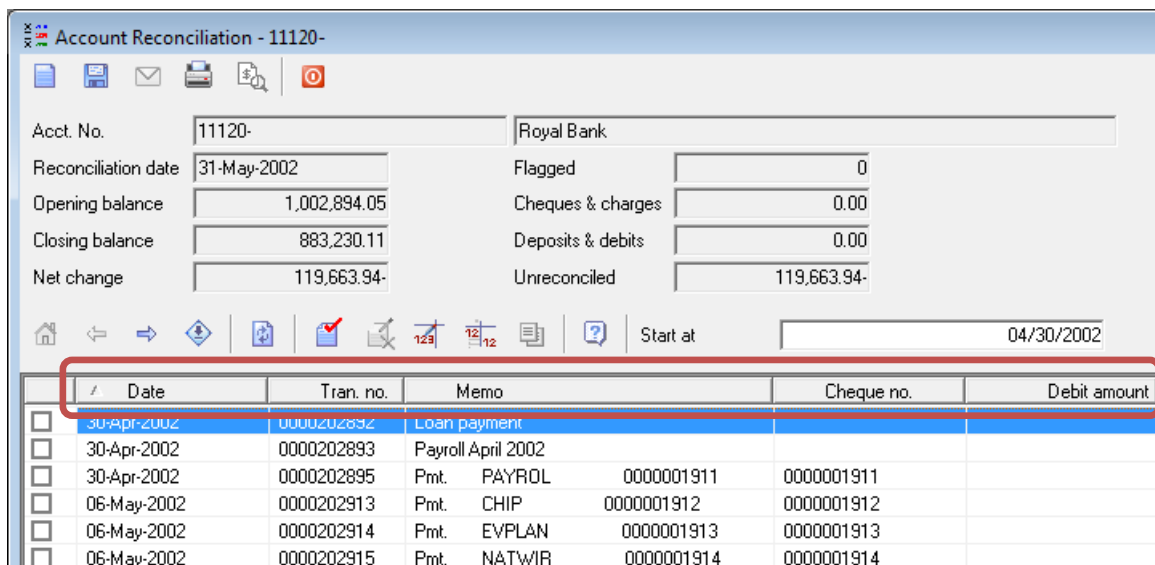 Account Reconciliation - 11120-
Acct. No. 11120- Royal Bank
Reconciliation date 31-May-2002 Flagged 0
Opening balance 1,002,894.05 Cheques & charges 0.00
Closing balance 883,230.11 Deposits & debits 0.00
Net change 119,663.94- Unreconciled 119,663.94-
Start at 04/30/2002
Date Tran. no. Memo Cheque no. Debit amount
30-Apr-2002 0000202892 Loan payment
30-Apr-2002 0000202893 Payroll April 2002
30-Apr-2002 0000202895 Pmt. PAYROL 0000001911 0000001911
06-May-2002 0000202913 Pmt. CHIP 0000001912 0000001912
06-May-2002 0000202914 Pmt. EVPLAN 0000001913 0000001913
06-May-2002 0000202915 Pmt. NATWIR 0000001914 0000001914